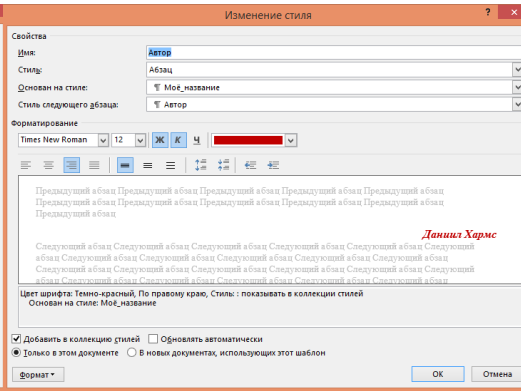 Изменение стиля
Свойства
Имя: Автор
Стиль: Абзац
Основан на стиле: ¶ Моё_название
Стиль следующего абзаца: ¶ Автор
Форматирование
Times New Roman 12 Ж К Ч
Предыдущий абзац Предыдущий абзац Предыдущий абзац Предыдущий абзац Предыдущий абзац
Предыдущий абзац Предыдущий абзац Предыдущий абзац Предыдущий абзац Предыдущий абзац
Предыдущий абзац
Даниил Хармс
Следующий абзац Следующий абзац Следующий абзац Следующий абзац Следующий абзац Следующий
абзац Следующий абзац Следующий абзац Следующий абзац Следующий абзац Следующий абзац
Следующий абзац Следующий абзац Следующий абзац Следующий абзац Следующий абзац Следующий
абзац Следующий абзац Следующий абзац Следующий абзац Следующий абзац Следующий абзац
Цвет шрифта: Темно-красный, По правому краю, Стиль: : показывать в коллекции стилей
Основан на стиле: Моё_название
Добавить в коллекцию стилей Обновлять автоматически
Только в этом документе В новых документах, использующих этот шаблон
Формат ОК Отмена